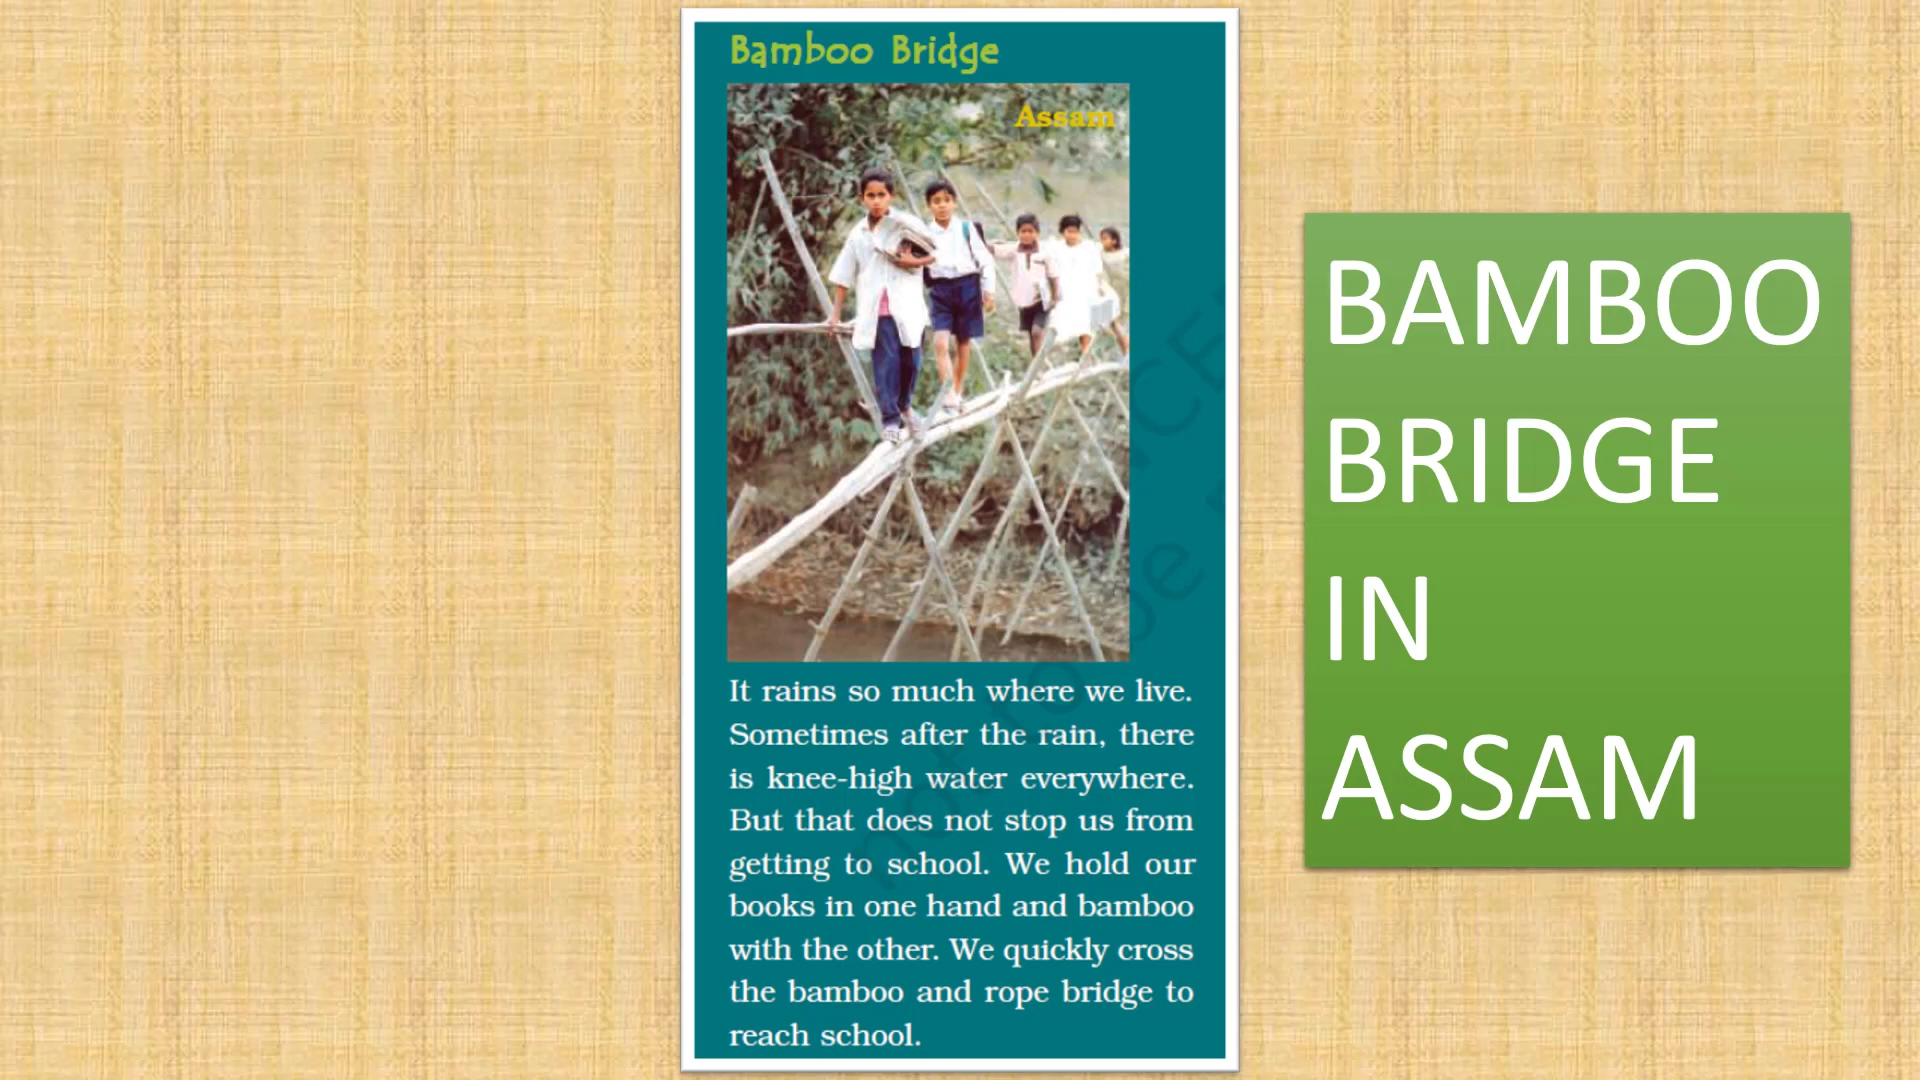 Bamboo Bridge
Assam
It rains so much where we live.
Sometimes after the rain, there
is knee-high water everywhere.
But that does not stop us from
getting to school. We hold our
books in one hand and bamboo
with the other. We quickly cross
the bamboo and rope bridge to
reach school.
BAMBOO
BRIDGE
IN
ASSAM